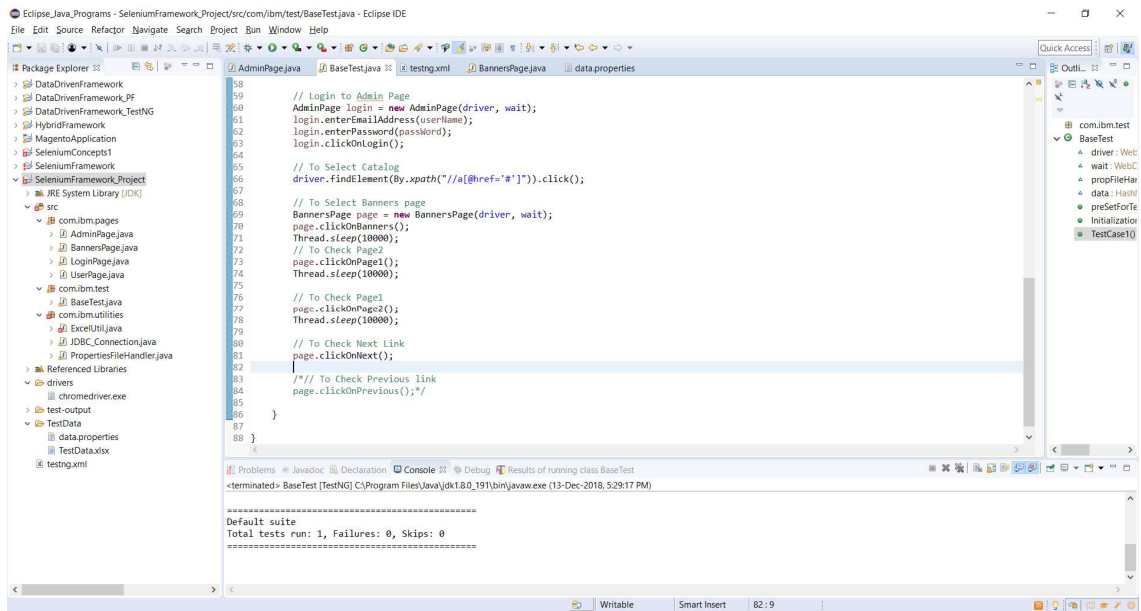 Eclipse_Java_Programs - SeleniumFramework_Project/src/com/ibm/test/BaseTest.java - Eclipse IDE
File Edit Source Refactor Navigate Search Project Run Window Help
Quick Access
Package Explorer
DataDrivenFramework
DataDrivenFramework_PF
DataDrivenFramework_TestNG
HybridFramework
MagentoApplication
SeleniumConcepts1
SeleniumFramework
SeleniumFramework_Project
JRE System Library [JDK]
src
com.ibm.pages
AdminPage.java
BannersPage.java
LoginPage.java
UserPage.java
com.ibm.test
BaseTest.java
com.ibm.utilities
ExcelUtil.java
JDBC_Connection.java
PropertiesFileHandler.java
Referenced Libraries
drivers
chromedriver.exe
test-output
TestData
data.properties
TestData.xlsx
testng.xml
AdminPage.java BaseTest.java testng.xml BannersPage.java data.properties
58
59 // Login to Admin Page
60 AdminPage login = new AdminPage(driver, wait);
61 login.enterEmailAddress(userName);
62 login.enterPassword(passWord);
63 login.clickOnLogin();
64
65 // To Select Catalog
66 driver.findElement(By.xpath("//a[@href='#']")).click();
67
68 // To Select Banners page
69 BannersPage page = new BannersPage(driver, wait);
70 page.clickOnBanners();
71 Thread.sleep(10000);
72 // To Check Page2
73 page.clickOnPage1();
74 Thread.sleep(10000);
75
76 // To Check Page1
77 page.clickOnPage2();
78 Thread.sleep(10000);
79
80 // To Check Next Link
81 page.clickOnNext();
82
83 /*// To Check Previous link
84 page.clickOnPrevious();*/
85
86 }
87
88 }
Outli...
com.ibm.test
BaseTest
driver : Web
wait : WebD
propFileHar
data : Hash
preSetForTe
Initialization
TestCase1()
Problems Javadoc Declaration Console Debug Results of running class BaseTest
<terminated> BaseTest [TestNG] C:\Program Files\Java\jdk1.8.0_191\bin\javaw.exe (13-Dec-2018, 5:29:17 PM)
===============================================
Default suite
Total tests run: 1, Failures: 0, Skips: 0
===============================================
Writable Smart Insert 82 : 9